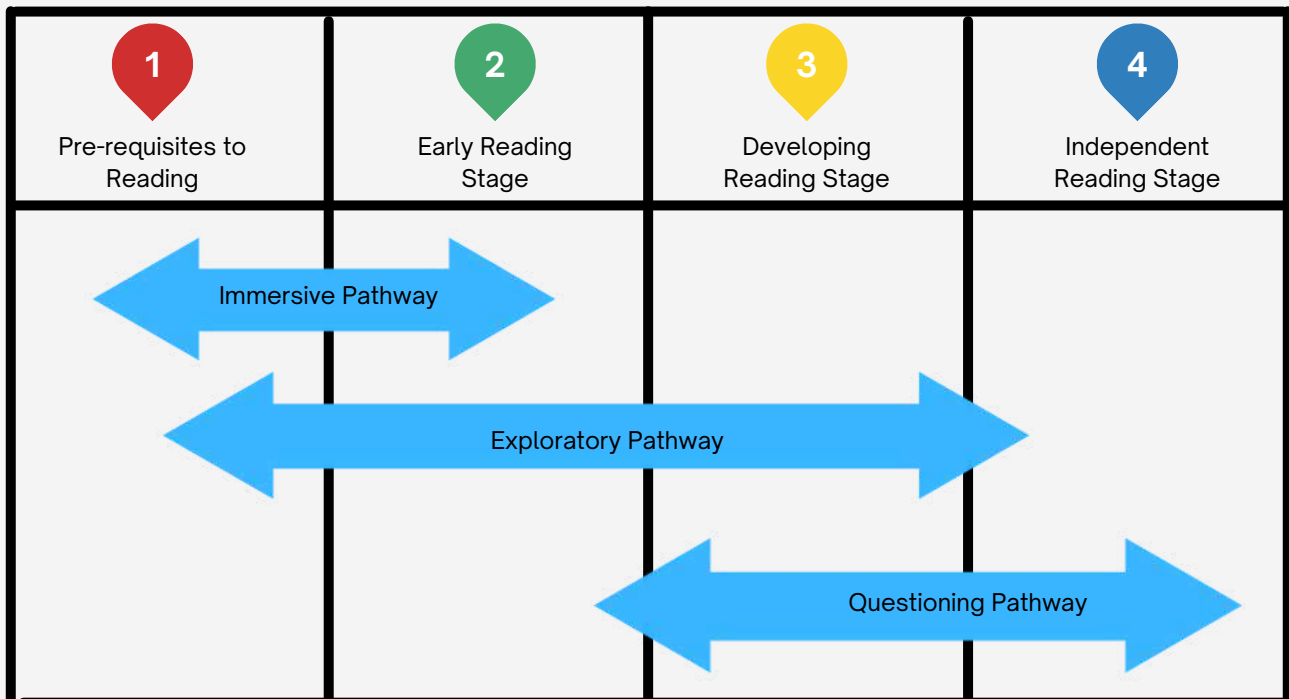 1
Pre-requisites to
Reading
2
Early Reading
Stage
3
Developing
Reading Stage
4
Independent
Reading Stage
Immersive Pathway
Exploratory Pathway
Questioning Pathway